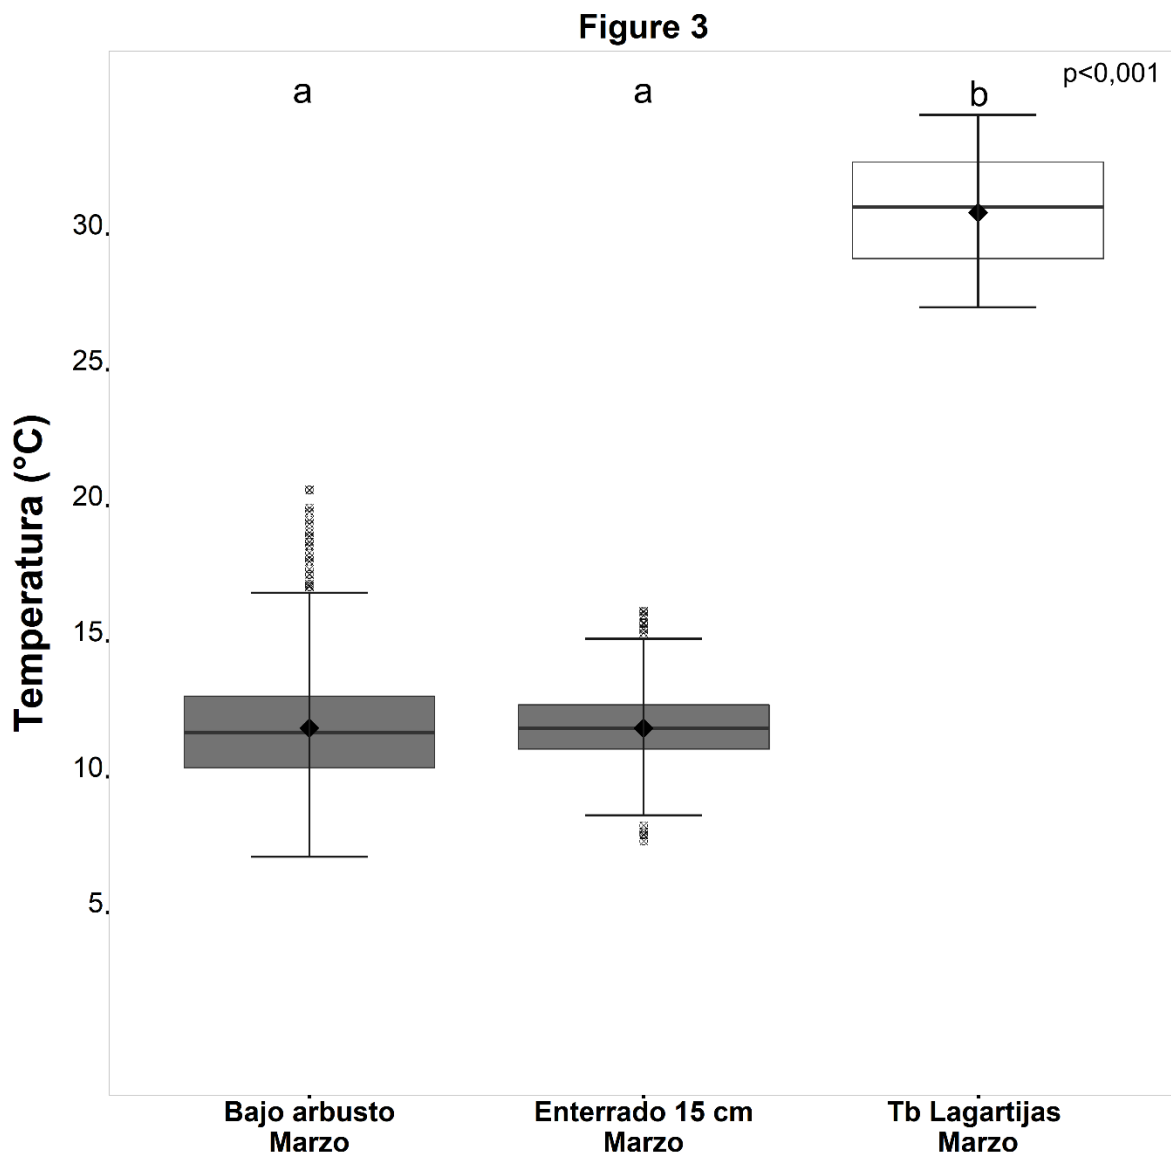 Figure 3
a
a
b
p<0,001
30
25
20
15
10
5
Temperatura (°C)
Bajo arbusto
Marzo
Enterrado 15 cm
Marzo
Tb Lagartijas
Marzo